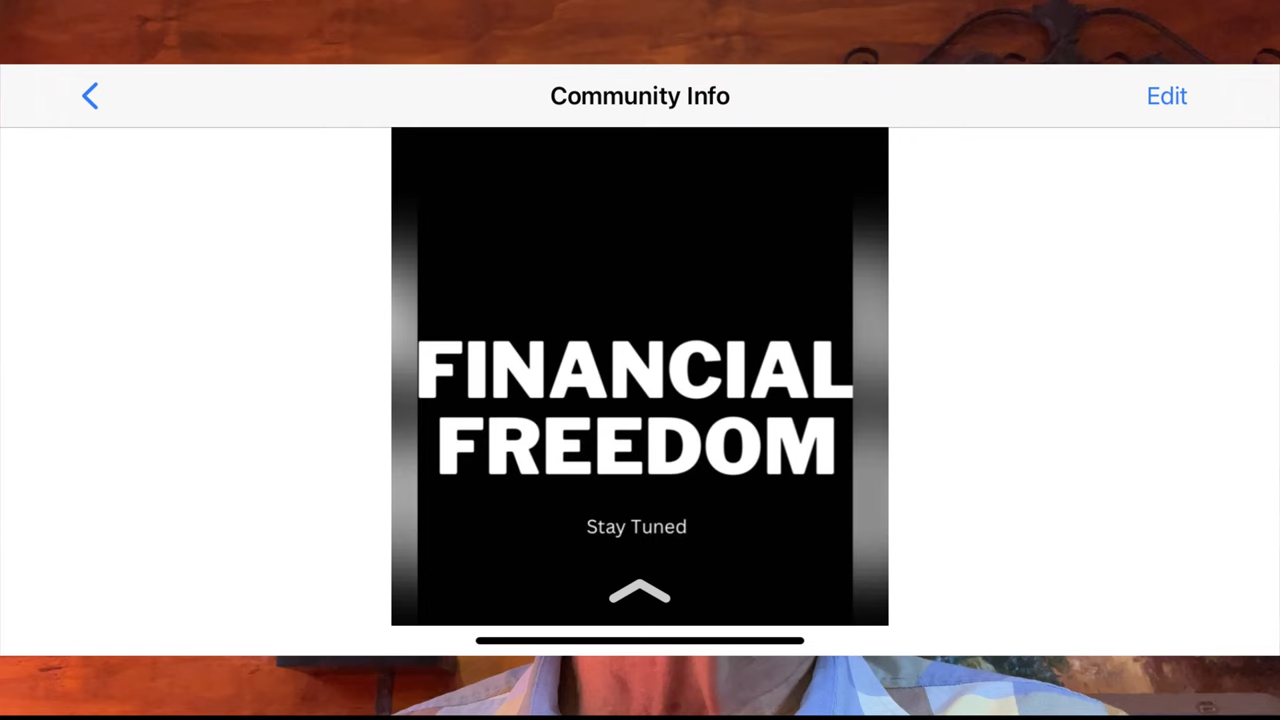 Community Info
Edit
FINANCIAL
FREEDOM
Stay Tuned